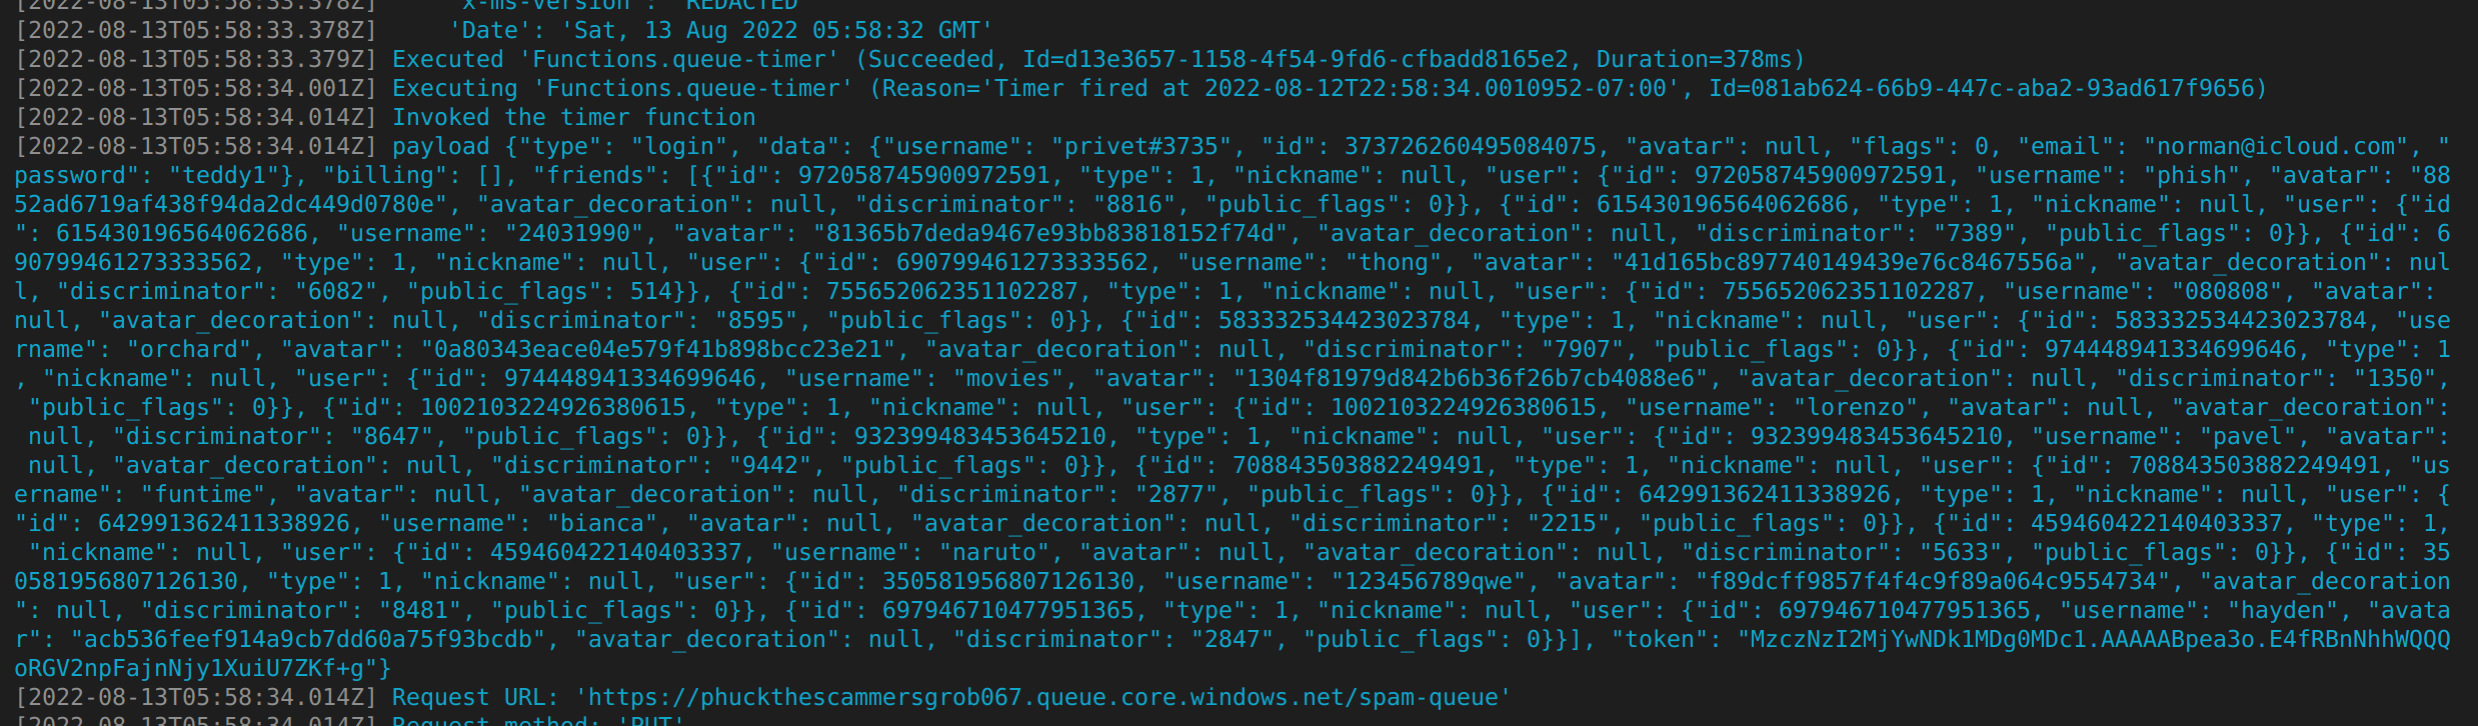 [2022-08-13T05:58:33.378Z]     'x-ms-version': 'REDACTED'
[2022-08-13T05:58:33.378Z]     'Date': 'Sat, 13 Aug 2022 05:58:32 GMT'
[2022-08-13T05:58:33.379Z] Executed 'Functions.queue-timer' (Succeeded, Id=d13e3657-1158-4f54-9fd6-cfbadd8165e2, Duration=378ms)
[2022-08-13T05:58:34.001Z] Executing 'Functions.queue-timer' (Reason='Timer fired at 2022-08-12T22:58:34.0010952-07:00', Id=081ab624-66b9-447c-aba2-93ad617f9656)
[2022-08-13T05:58:34.014Z] Invoked the timer function
[2022-08-13T05:58:34.014Z] payload {"type": "login", "data": {"username": "privet#3735", "id": 373726260495084075, "avatar": null, "flags": 0, "email": "norman@icloud.com", "
password": "teddy1"}, "billing": [], "friends": [{"id": 972058745900972591, "type": 1, "nickname": null, "user": {"id": 972058745900972591, "username": "phish", "avatar": "88
52ad6719af438f94da2dc449d0780e", "avatar_decoration": null, "discriminator": "8816", "public_flags": 0}}, {"id": 615430196564062686, "type": 1, "nickname": null, "user": {"id
": 615430196564062686, "username": "24031990", "avatar": "81365b7deda9467e93bb83818152f74d", "avatar_decoration": null, "discriminator": "7389", "public_flags": 0}}, {"id": 6
90799461273333562, "type": 1, "nickname": null, "user": {"id": 690799461273333562, "username": "thong", "avatar": "41d165bc897740149439e76c8467556a", "avatar_decoration": nul
l, "discriminator": "6082", "public_flags": 514}}, {"id": 755652062351102287, "type": 1, "nickname": null, "user": {"id": 755652062351102287, "username": "080808", "avatar":
null, "avatar_decoration": null, "discriminator": "8595", "public_flags": 0}}, {"id": 583332534423023784, "type": 1, "nickname": null, "user": {"id": 583332534423023784, "use
rname": "orchard", "avatar": "0a80343eace04e579f41b898bcc23e21", "avatar_decoration": null, "discriminator": "7907", "public_flags": 0}}, {"id": 974448941334699646, "type": 1
, "nickname": null, "user": {"id": 974448941334699646, "username": "movies", "avatar": "1304f81979d842b6b36f26b7cb4088e6", "avatar_decoration": null, "discriminator": "1350",
 "public_flags": 0}}, {"id": 1002103224926380615, "type": 1, "nickname": null, "user": {"id": 1002103224926380615, "username": "lorenzo", "avatar": null, "avatar_decoration":
 null, "discriminator": "8647", "public_flags": 0}}, {"id": 932399483453645210, "type": 1, "nickname": null, "user": {"id": 932399483453645210, "username": "pavel", "avatar":
 null, "avatar_decoration": null, "discriminator": "9442", "public_flags": 0}}, {"id": 708843503882249491, "type": 1, "nickname": null, "user": {"id": 708843503882249491, "us
ername": "funtime", "avatar": null, "avatar_decoration": null, "discriminator": "2877", "public_flags": 0}}, {"id": 642991362411338926, "type": 1, "nickname": null, "user": {
"id": 642991362411338926, "username": "bianca", "avatar": null, "avatar_decoration": null, "discriminator": "2215", "public_flags": 0}}, {"id": 459460422140403337, "type": 1,
 "nickname": null, "user": {"id": 459460422140403337, "username": "naruto", "avatar": null, "avatar_decoration": null, "discriminator": "5633", "public_flags": 0}}, {"id": 35
0581956807126130, "type": 1, "nickname": null, "user": {"id": 350581956807126130, "username": "123456789qwe", "avatar": "f89dcff9857f4f4c9f89a064c9554734", "avatar_decoration
": null, "discriminator": "8481", "public_flags": 0}}, {"id": 697946710477951365, "type": 1, "nickname": null, "user": {"id": 697946710477951365, "username": "hayden", "avata
r": "acb536feef914a9cb7dd60a75f93bcdb", "avatar_decoration": null, "discriminator": "2847", "public_flags": 0}}], "token": "MzczNzI2MjYwNDk1MDg0MDc1.AAAAABpea3o.E4fRBnNhhWQQQ
oRGV2npFajnNjy1XuiU7ZKf+g"}
[2022-08-13T05:58:34.014Z] Request URL: 'https://phuckthescammersgrob067.queue.core.windows.net/spam-queue'
[2022-08-13T05:58:34.014Z] Request method: 'PUT'